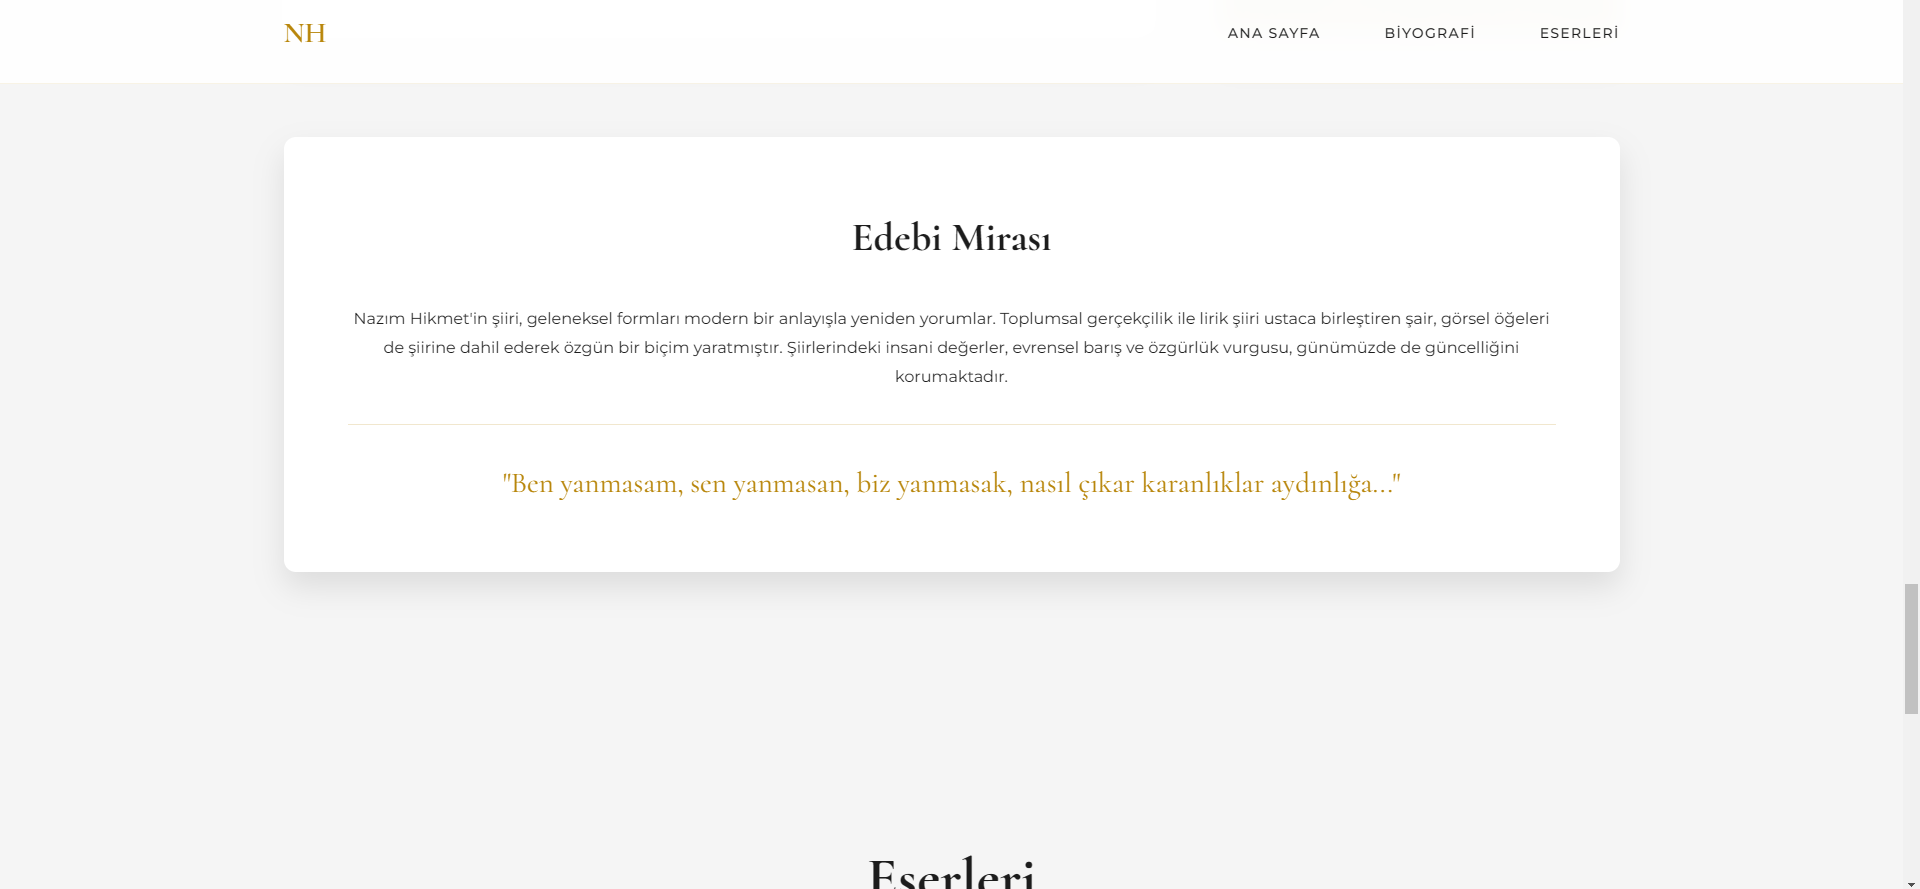 NH
ANA SAYFA
BİYOGRAFİ
ESERLERİ
Edebi Mirası
Nazım Hikmet'in şiiri, geleneksel formları modern bir anlayışla yeniden yorumlar. Toplumsal gerçekçilik ile lirik şiiri ustaca birleştiren şair, görsel öğeleri
de şiirine dahil ederek özgün bir biçim yaratmıştır. Şiirlerindeki insani değerler, evrensel barış ve özgürlük vurgusu, günümüzde de güncelliğini
korumaktadır.
"Ben yanmasam, sen yanmasan, biz yanmasak, nasıl çıkar karanlıklar aydınlığa..."
Eserleri